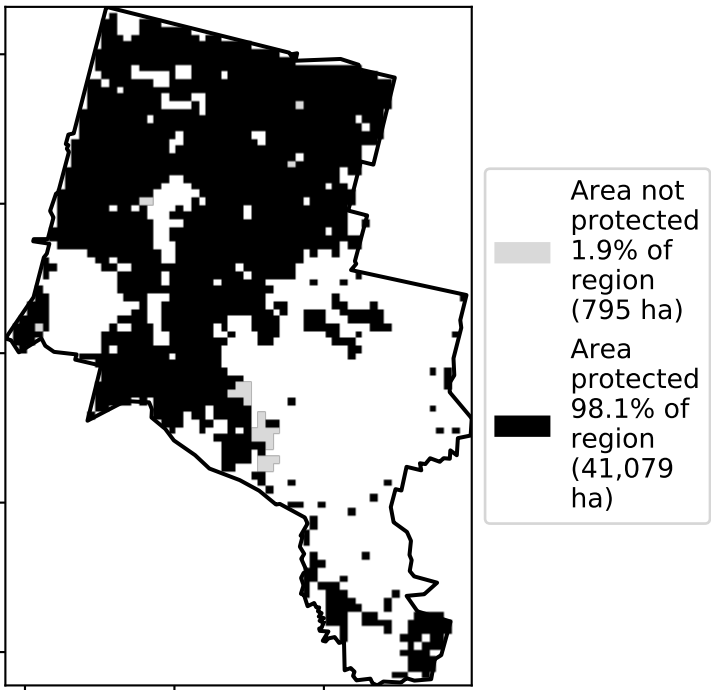 Area not
protected
1.9% of
region
(795 ha)
Area
protected
98.1% of
region
(41,079
ha)